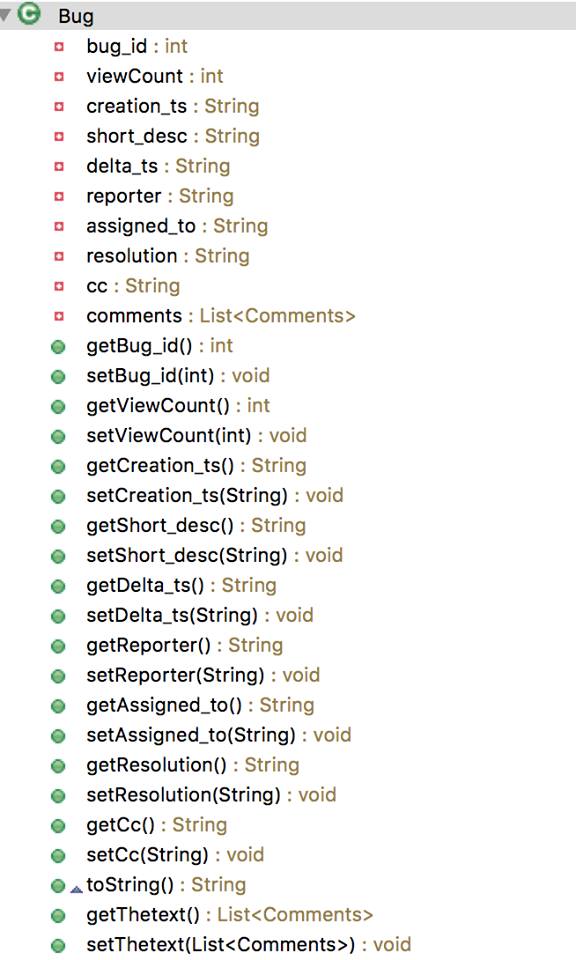 Bug
bug_id : int
viewCount : int
creation_ts : String
short_desc : String
delta_ts : String
reporter : String
assigned_to : String
resolution : String
cc : String
comments : List<Comments>
getBug_id() : int
setBug_id(int) : void
getViewCount() : int
setViewCount(int) : void
getCreation_ts() : String
setCreation_ts(String) : void
getShort_desc() : String
setShort_desc(String) : void
getDelta_ts() : String
setDelta_ts(String) : void
getReporter() : String
setReporter(String) : void
getAssigned_to() : String
setAssigned_to(String) : void
getResolution() : String
setResolution(String) : void
getCc() : String
setCc(String) : void
toString() : String
getThetext() : List<Comments>
setThetext(List<Comments>) : void